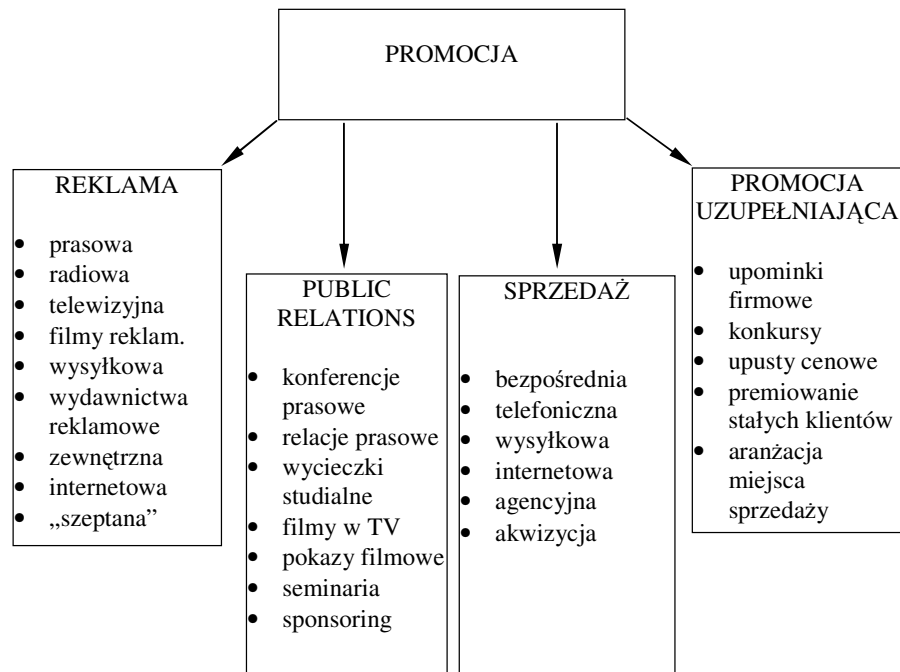 PROMOCJA
REKLAMA
• prasowa
• radiowa
• telewizyjna
• filmy reklam.
• wysyłkowa
• wydawnictwa
reklamowe
• zewnętrzna
• internetowa
• „szeptana”
PUBLIC
RELATIONS
• konferencje
prasowe
• relacje prasowe
• wycieczki
studialne
• filmy w TV
• pokazy filmowe
• seminaria
• sponsoring
SPRZEDAŻ
• bezpośrednia
• telefoniczna
• wysyłkowa
• internetowa
• agencyjna
• akwizycja
PROMOCJA
UZUPEŁNIAJĄCA
• upominki
firmowe
• konkursy
• upusty cenowe
• premiowanie
stałych klientów
• aranżacja
miejsca
sprzedaży